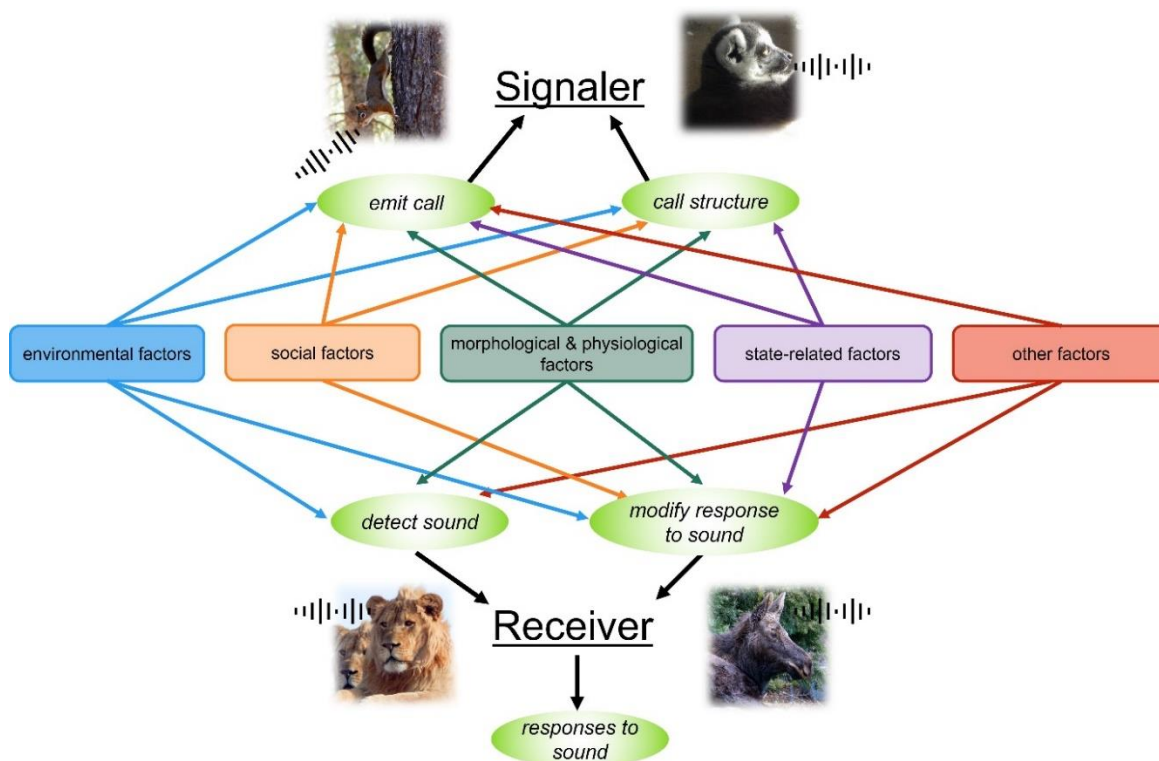 Signaler
emit call
call structure
environmental factors
social factors
morphological & physiological
factors
state-related factors
other factors
detect sound
modify response
to sound
Receiver
responses to
sound